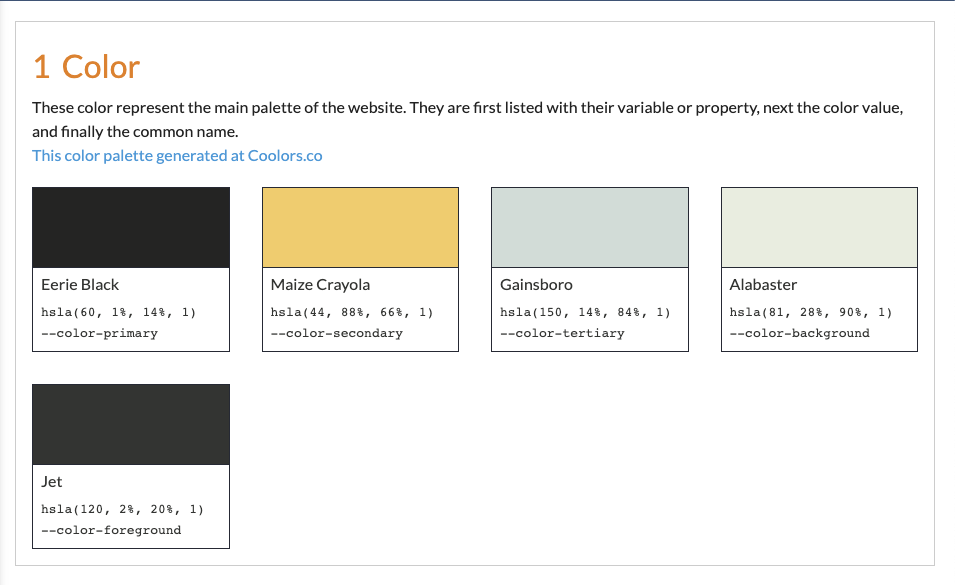 1 Color
These color represent the main palette of the website. They are first listed with their variable or property, next the color value,
and finally the common name.
This color palette generated at Coolors.co
Eerie Black
hsla(60, 1%, 14%, 1)
--color-primary
Maize Crayola
hsla(44, 88%, 66%, 1)
--color-secondary
Gainsboro
hsla(150, 14%, 84%, 1)
--color-tertiary
Alabaster
hsla(81, 28%, 90%, 1)
--color-background
Jet
hsla(120, 2%, 20%, 1)
--color-foreground